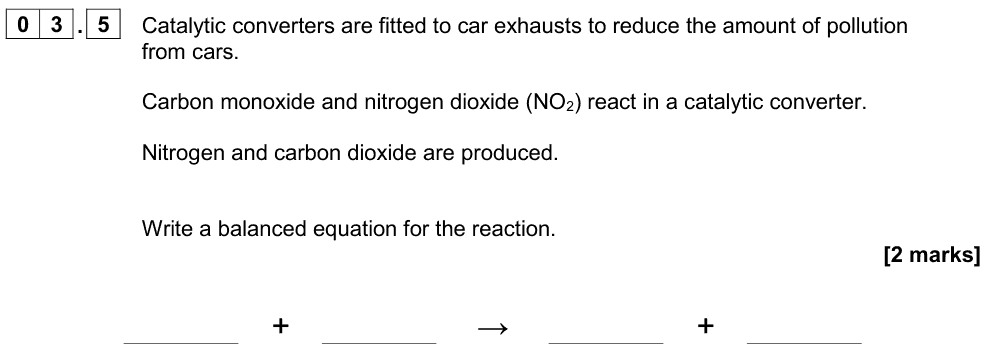 0 3 . 5 Catalytic converters are fitted to car exhausts to reduce the amount of pollution
from cars.
Carbon monoxide and nitrogen dioxide (NO₂) react in a catalytic converter.
Nitrogen and carbon dioxide are produced.
Write a balanced equation for the reaction.
[2 marks]
+ → +